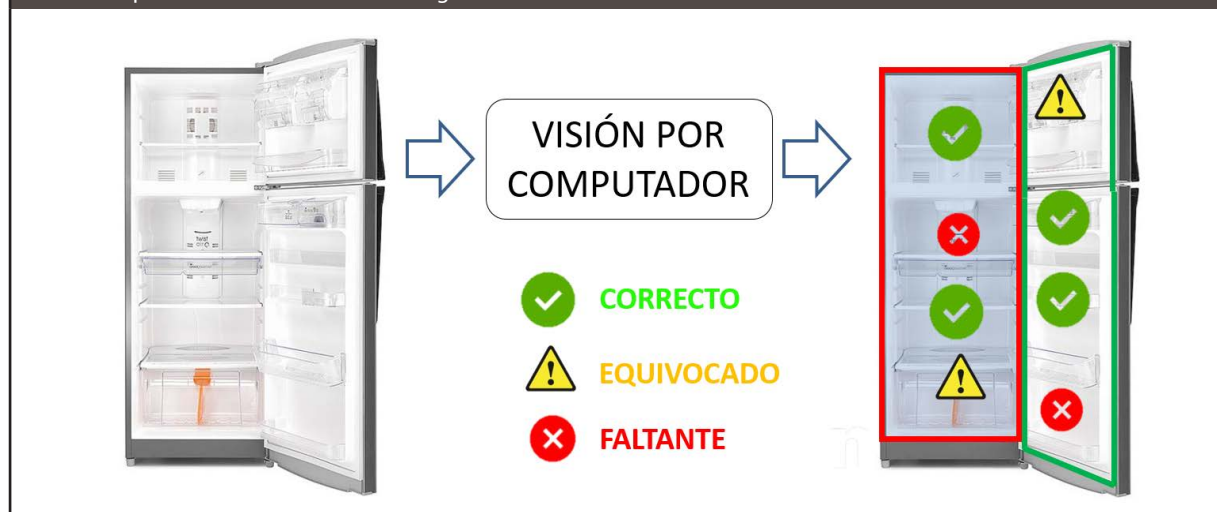 VISIÓN POR
COMPUTADOR
CORRECTO
EQUIVOCADO
FALTANTE